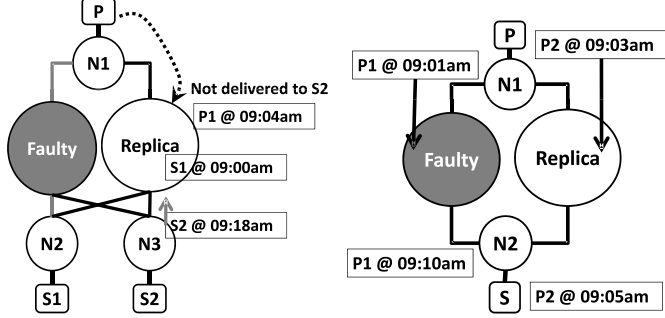 P
N1
Not delivered to S2
P1 @ 09:04am
Faulty
Replica
S1 @ 09:00am
S2 @ 09:18am
N2
N3
S1
S2
P
P2 @ 09:03am
P1 @ 09:01am
N1
Faulty
Replica
N2
P1 @ 09:10am
S
P2 @ 09:05am